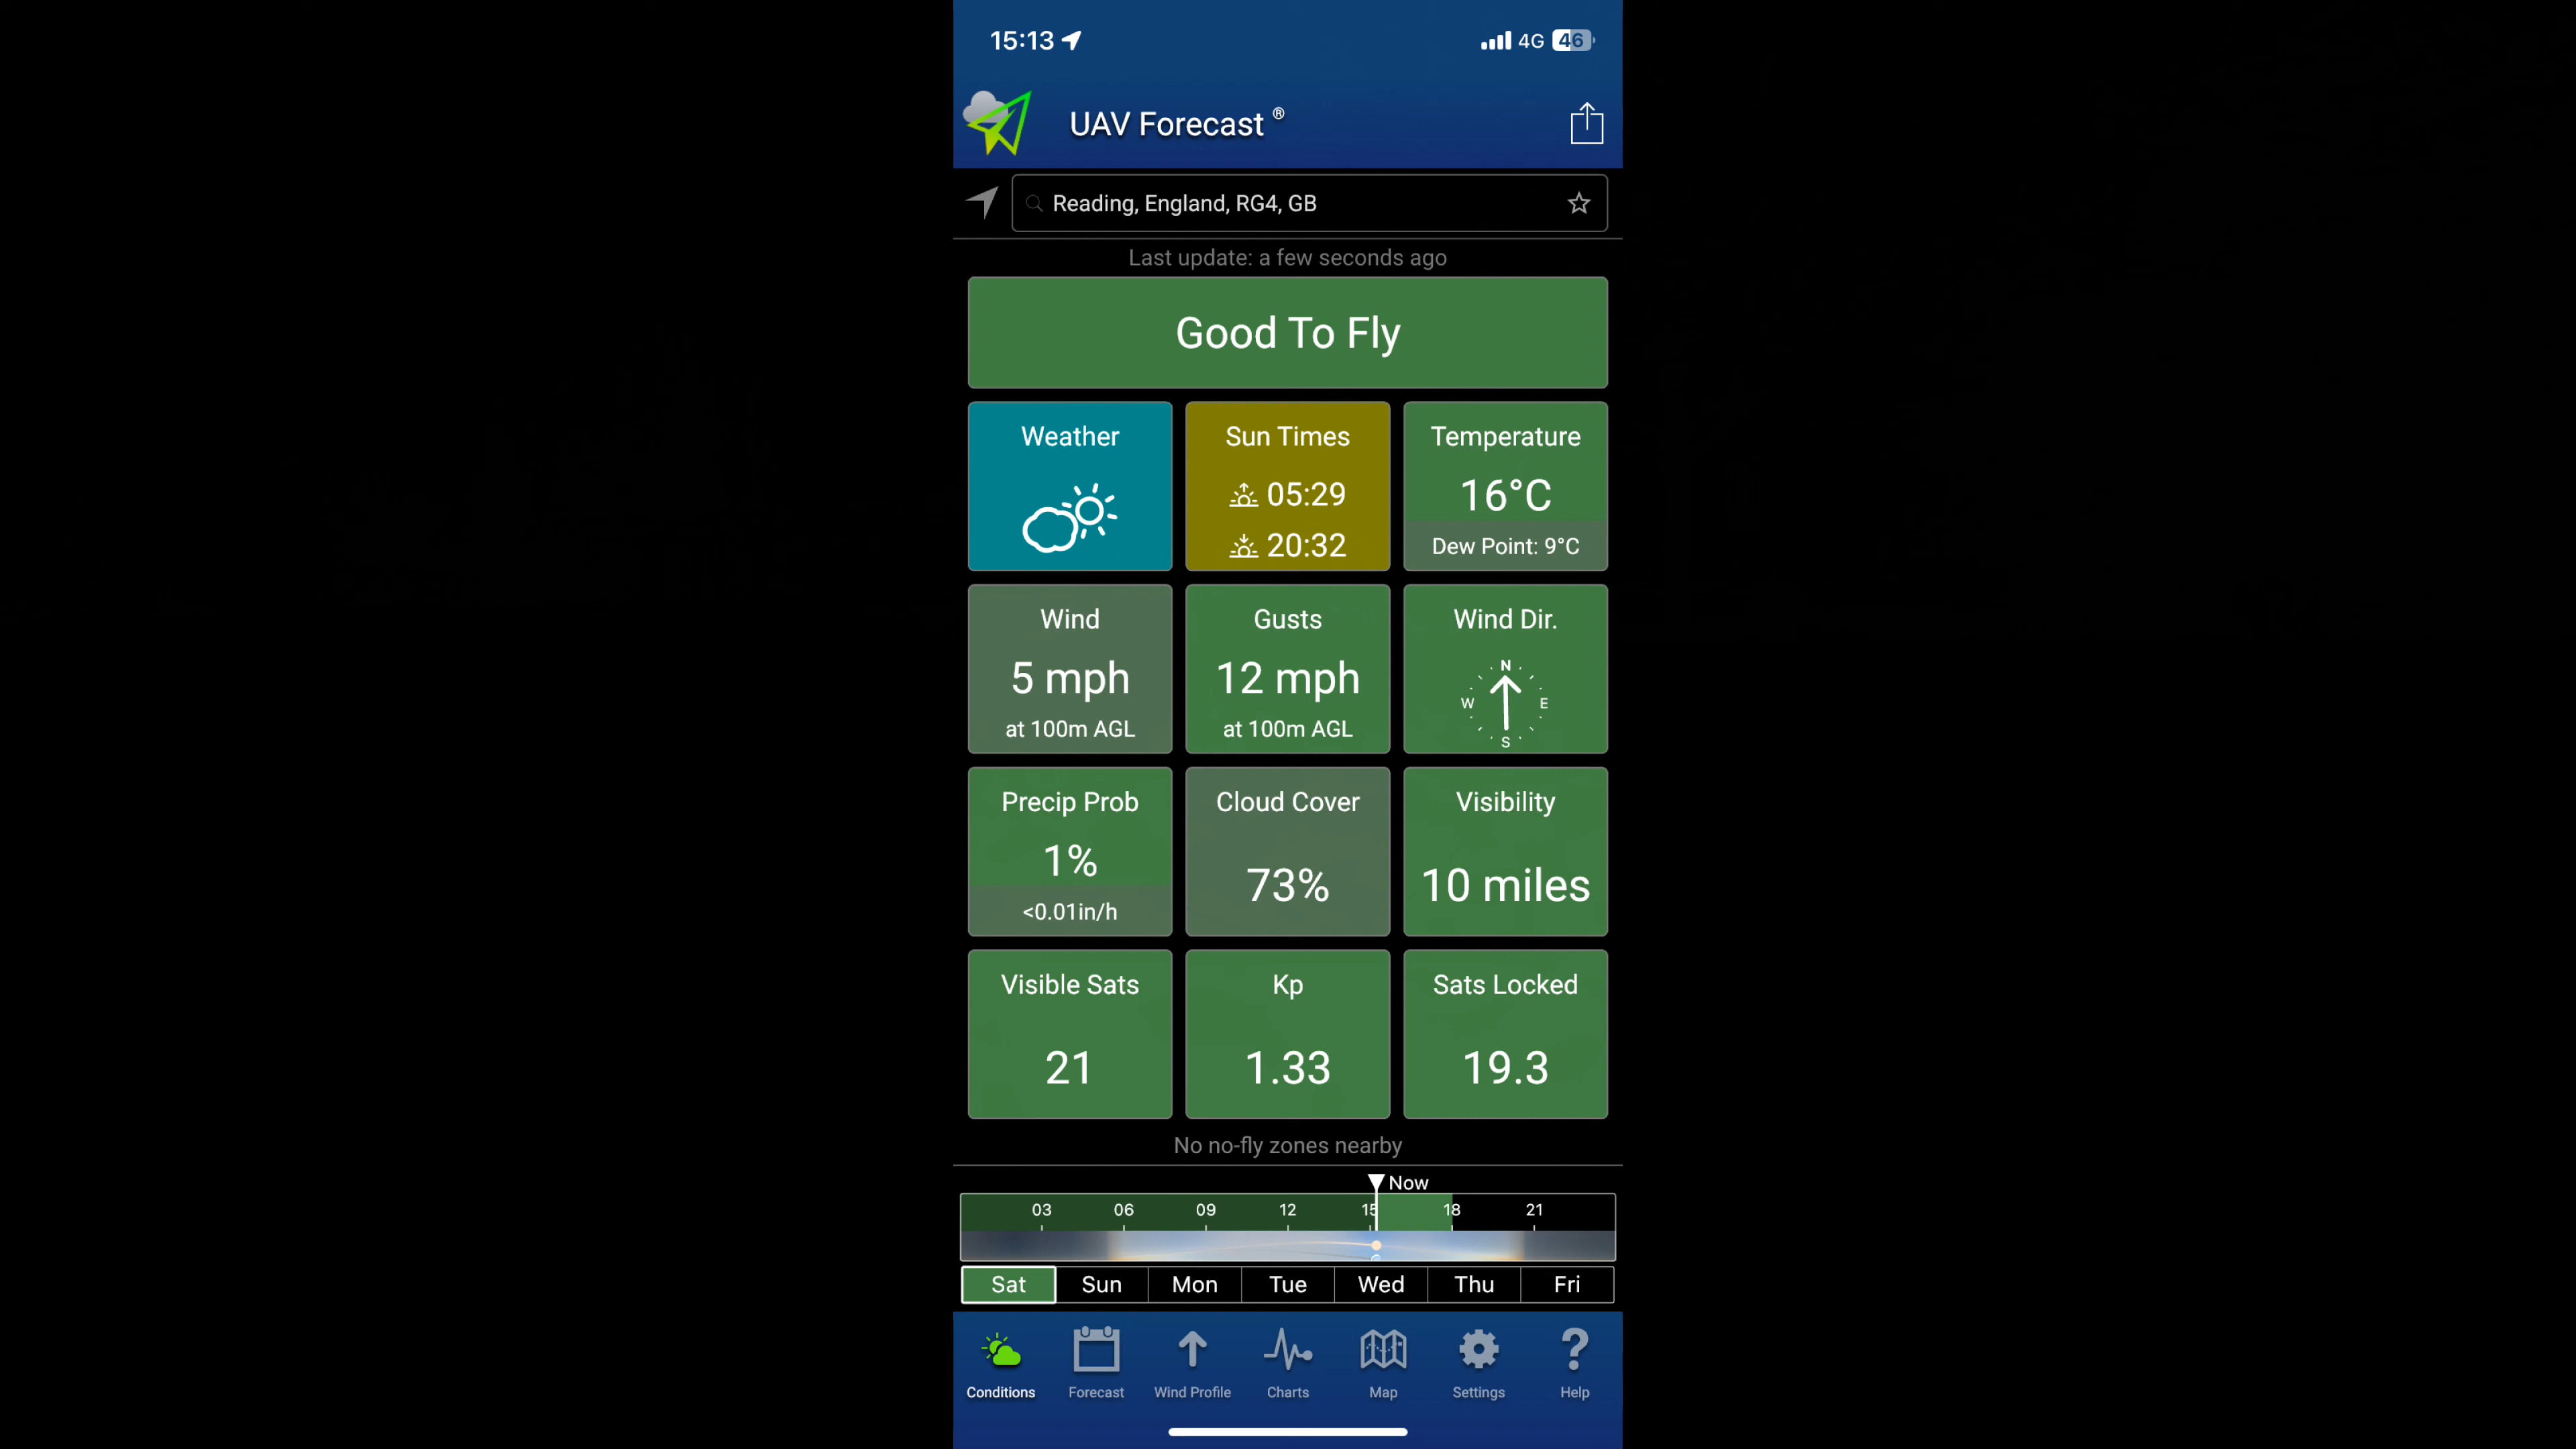 15:13
4G 46
UAV Forecast ®
Reading, England, RG4, GB
Last update: a few seconds ago
Good To Fly
Weather
Sun Times
05:29
20:32
Temperature
16°C
Dew Point: 9°C
Wind
5 mph
at 100m AGL
Gusts
12 mph
at 100m AGL
Wind Dir.
N
W E
S
Precip Prob
1%
<0.01in/h
Cloud Cover
73%
Visibility
10 miles
Visible Sats
21
Kp
1.33
Sats Locked
19.3
No no-fly zones nearby
Now
03 06 09 12 15 18 21
Sat Sun Mon Tue Wed Thu Fri
Conditions Forecast Wind Profile Charts Map Settings Help